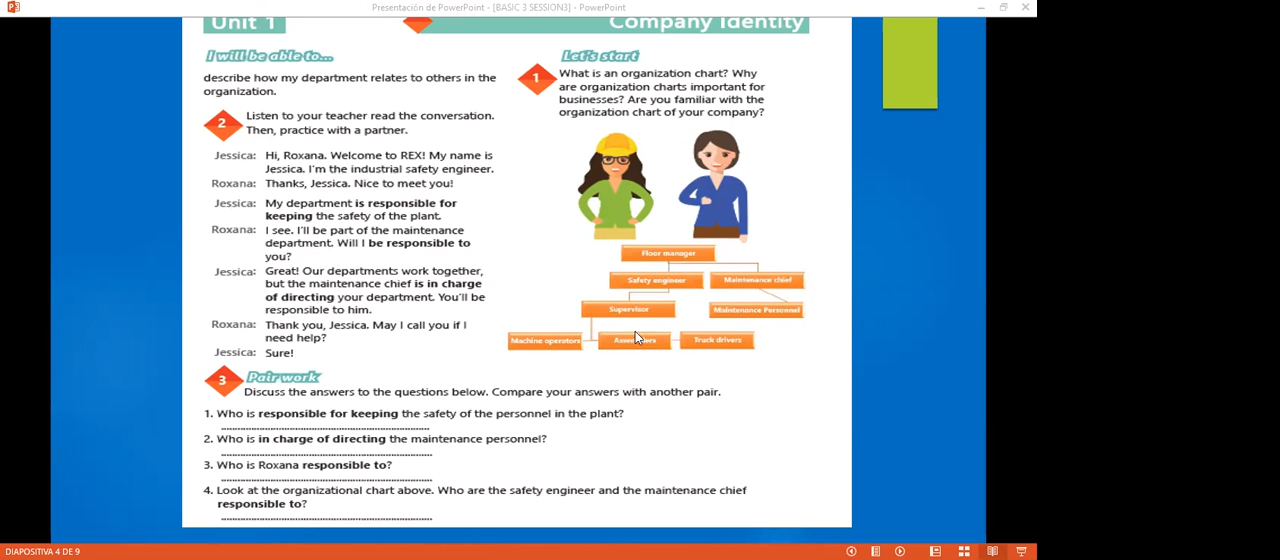 Presentación de PowerPoint - [BASIC 3 SESSION3] - PowerPoint
Unit 1
Company Identity
I will be able to...
describe how my department relates to others in the
organization.
2
Listen to your teacher read the conversation.
Then, practice with a partner.
Jessica: Hi, Roxana. Welcome to REX! My name is
Jessica. I'm the industrial safety engineer.
Roxana: Thanks, Jessica. Nice to meet you!
Jessica: My department is responsible for
keeping the safety of the plant.
Roxana: I see. I'll be part of the maintenance
department. Will I be responsible to
you?
Jessica: Great! Our departments work together,
but the maintenance chief is in charge
of directing your department. You'll be
responsible to him.
Roxana: Thank you, Jessica. May I call you if I
need help?
Jessica: Sure!
Let's start
1
What is an organization chart? Why
are organization charts important for
businesses? Are you familiar with the
organization chart of your company?
Floor manager
Safety engineer
Maintenance chief
Supervisor
Maintenance Personnel
Machine operators
Truck drivers
3
Pair work
Discuss the answers to the questions below. Compare your answers with another pair.
1. Who is responsible for keeping the safety of the personnel in the plant?
2. Who is in charge of directing the maintenance personnel?
3. Who is Roxana responsible to?
4. Look at the organizational chart above. Who are the safety engineer and the maintenance chief
responsible to?
DIAPOSITIVA 4 DE 9